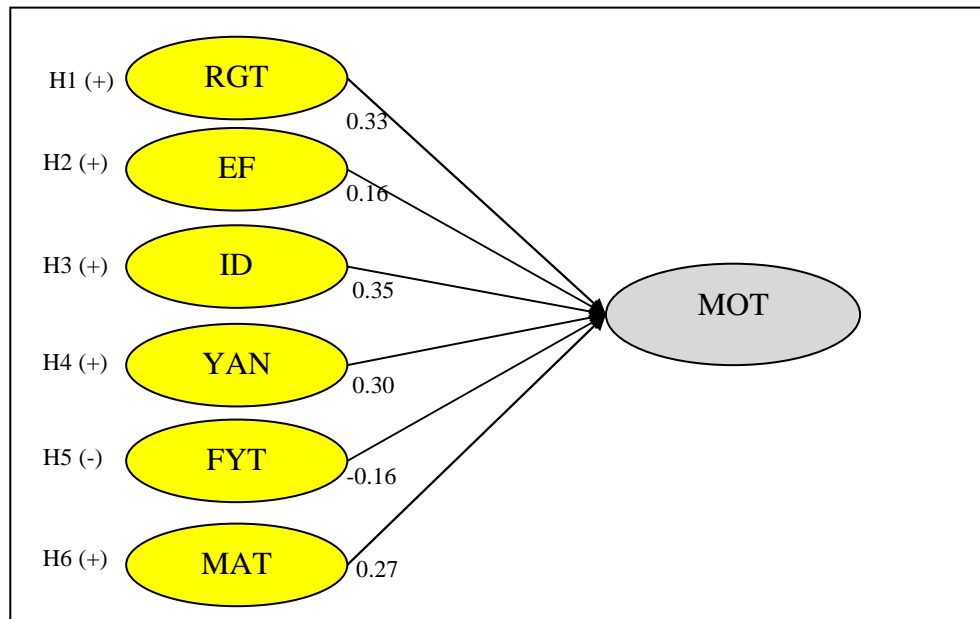 H1 (+) RGT
0.33
H2 (+) EF
0.16
H3 (+) ID
0.35
MOT
H4 (+) YAN
0.30
H5 (-) FYT
-0.16
H6 (+) MAT
0.27